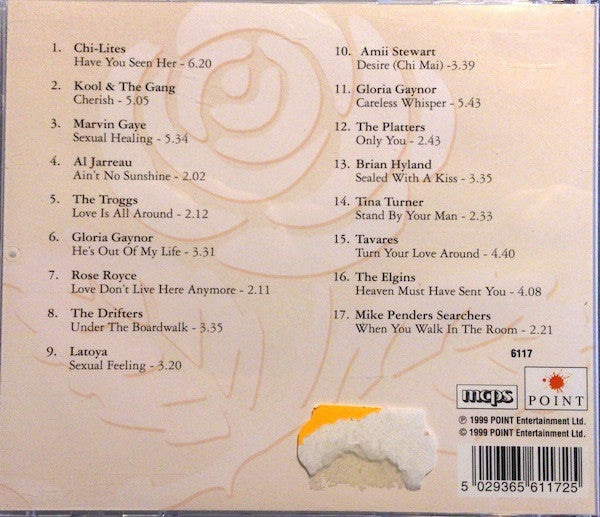 1. Chi-Lites
Have You Seen Her - 6.20
2. Kool & The Gang
Cherish - 5.05
3. Marvin Gaye
Sexual Healing - 5.34
4. Al Jarreau
Ain't No Sunshine - 2.02
5. The Troggs
Love Is All Around - 2.12
6. Gloria Gaynor
He's Out Of My Life - 3.31
7. Rose Royce
Love Don't Live Here Anymore - 2.11
8. The Drifters
Under The Boardwalk - 3.35
9. Latoya
Sexual Feeling - 3.20
10. Amii Stewart
Desire (Chi Mai) -3.39
11. Gloria Gaynor
Careless Whisper - 5.43
12. The Platters
Only You - 2.43
13. Brian Hyland
Sealed With A Kiss - 3.35
14. Tina Turner
Stand By Your Man - 2.33
15. Tavares
Turn Your Love Around - 4.40
16. The Elgins
Heaven Must Have Sent You - 4.08
17. Mike Penders Searchers
When You Walk In The Room - 2.21
6117
mcps
POINT
℗ 1999 POINT Entertainment Ltd.
© 1999 POINT Entertainment Ltd.
5 029365 611725